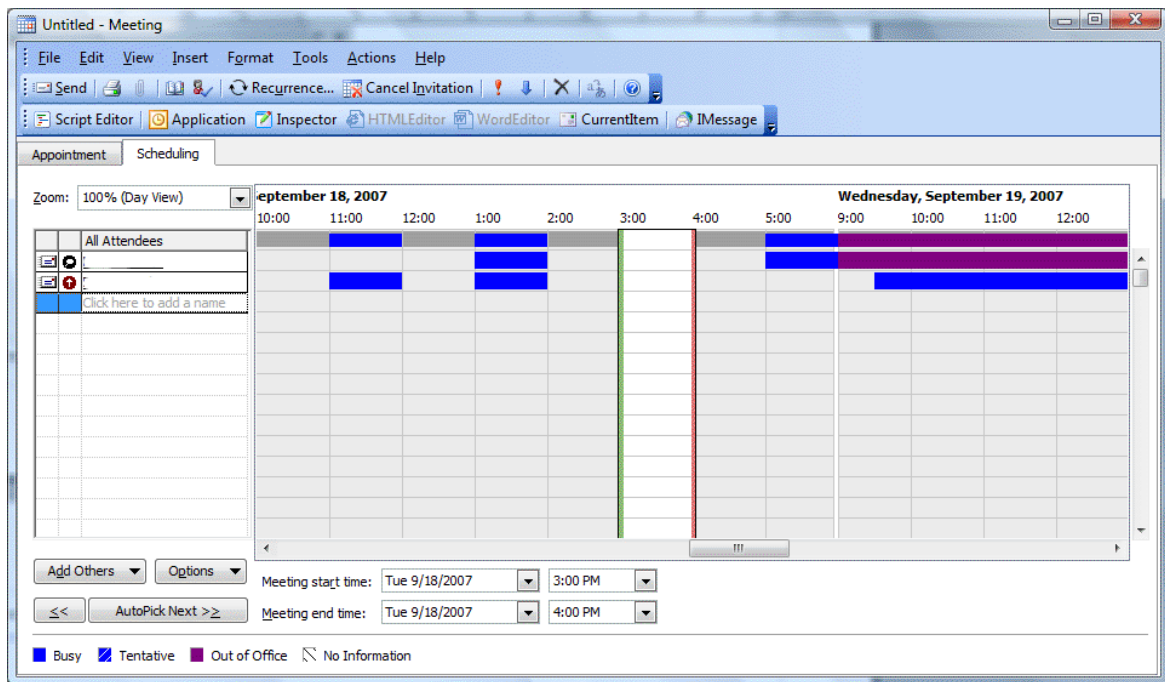 Untitled - Meeting
File Edit View Insert Format Tools Actions Help
Send Recurrence... Cancel Invitation
Script Editor Application Inspector HTMLEditor WordEditor CurrentItem IMessage
Appointment Scheduling
Zoom: 100% (Day View)
eptember 18, 2007 Wednesday, September 19, 2007
10:00 11:00 12:00 1:00 2:00 3:00 4:00 5:00 9:00 10:00 11:00 12:00
All Attendees
Click here to add a name
Add Others Options
Meeting start time: Tue 9/18/2007 3:00 PM
<< AutoPick Next >>
Meeting end time: Tue 9/18/2007 4:00 PM
Busy Tentative Out of Office No Information